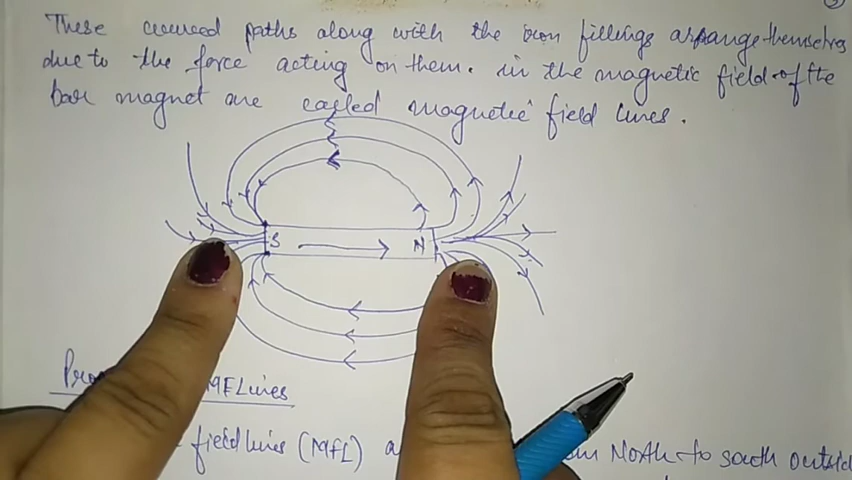 These curved paths along with the iron fillings arrange themselves
due to the force acting on them. in the magnetic field of the
bar magnet are called magnetic field lines.
S N
MFLines
field lines (MFL) North to south outside